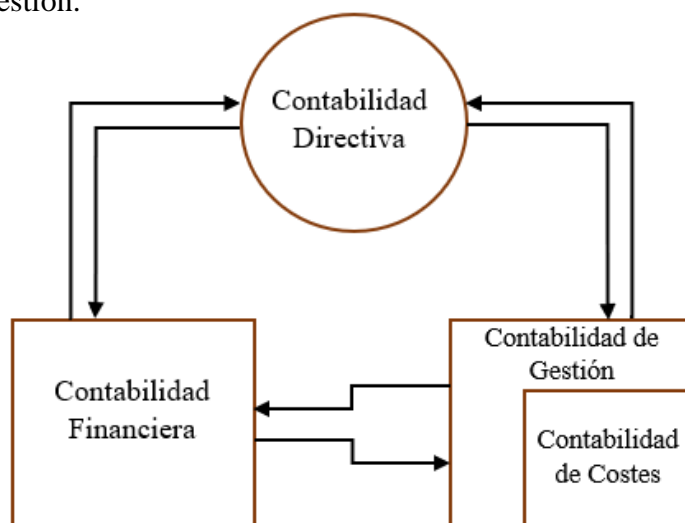 estión.
Contabilidad
Directiva
Contabilidad
Financiera
Contabilidad de
Gestión
Contabilidad
de Costes